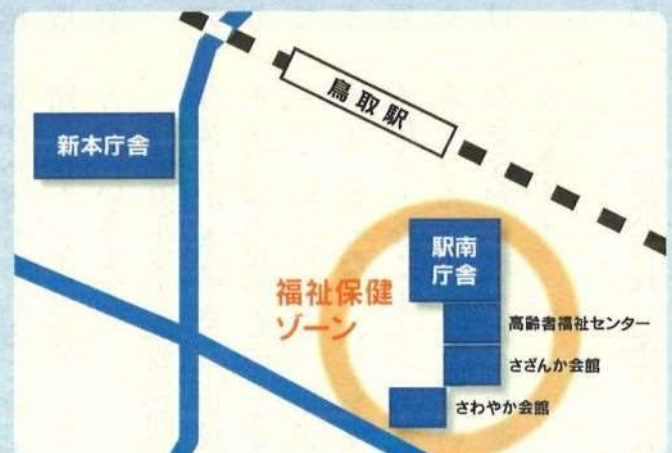 鳥取駅
新本庁舎
駅南
庁舎
福祉保健
ゾーン
高齢者福祉センター
さざんか会館
さわやか会館